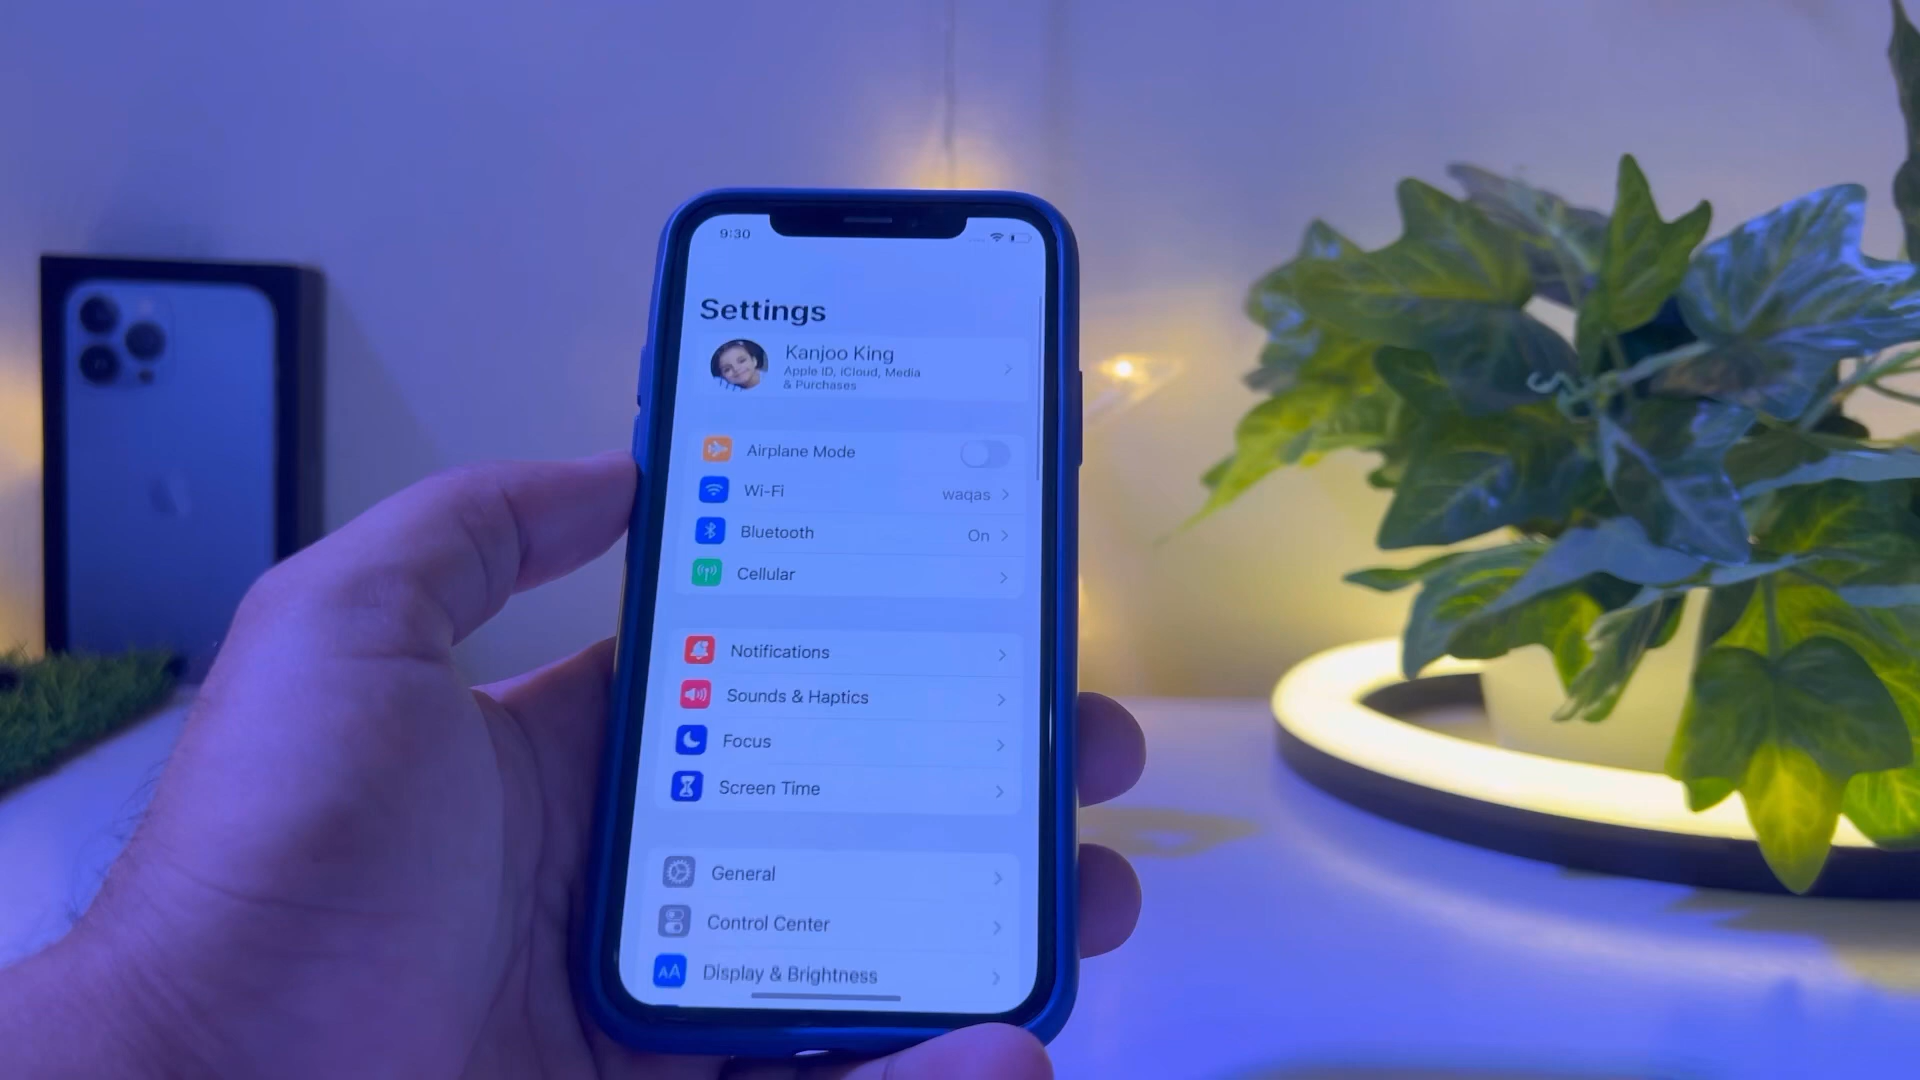 9:30
Settings
Kanjoo King
Apple ID, iCloud, Media
& Purchases
Airplane Mode
Wi-Fi waqas
Bluetooth On
Cellular
Notifications
Sounds & Haptics
Focus
Screen Time
General
Control Center
AA Display & Brightness